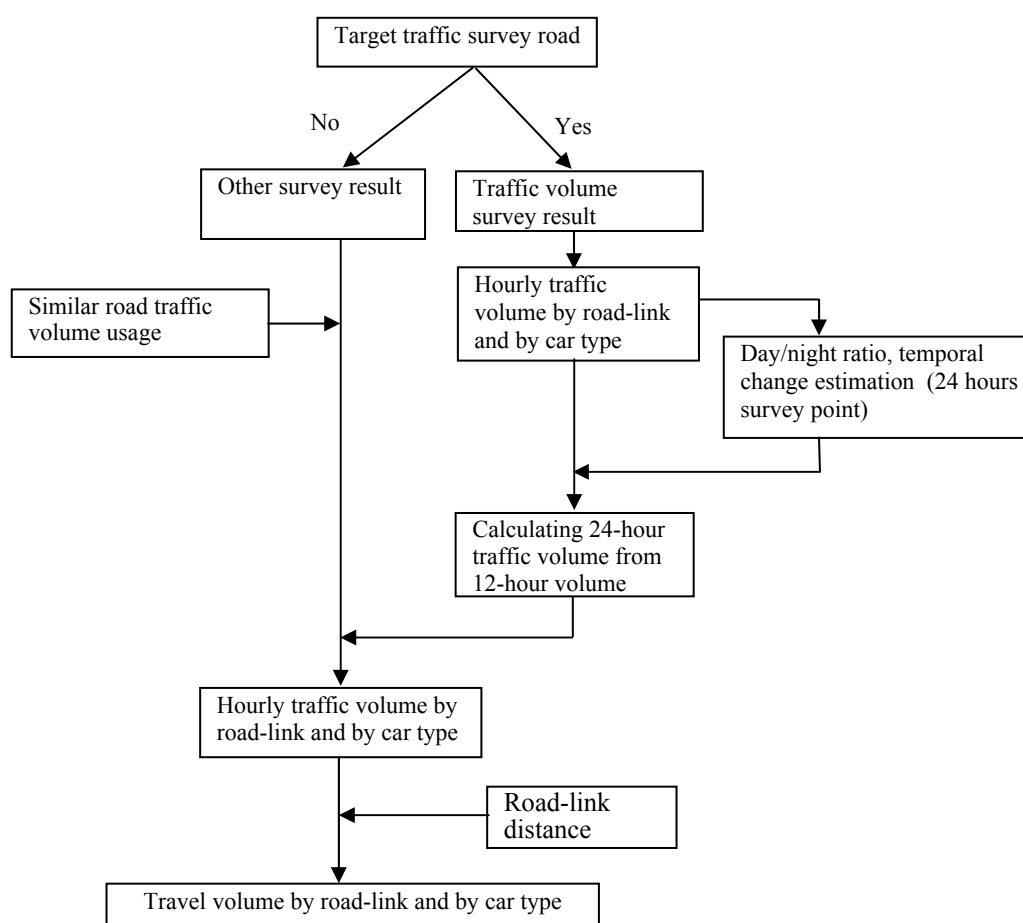 Target traffic survey road
No
Yes
Other survey result
Traffic volume
survey result
Similar road traffic
volume usage
Hourly traffic
volume by road-link
and by car type
Day/night ratio, temporal
change estimation (24 hours
survey point)
Calculating 24-hour
traffic volume from
12-hour volume
Hourly traffic volume by
road-link and by car type
Road-link
distance
Travel volume by road-link and by car type